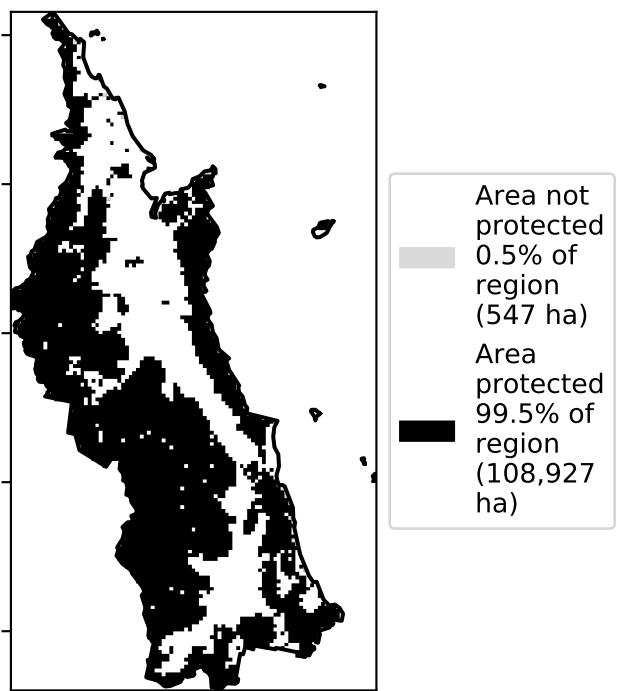 Area not
protected
0.5% of
region
(547 ha)
Area
protected
99.5% of
region
(108,927
ha)